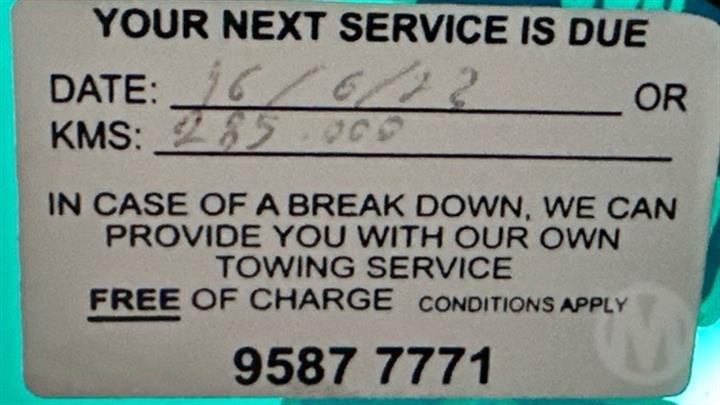 YOUR NEXT SERVICE IS DUE
DATE: 16/6/22 OR
KMS: 285.000
IN CASE OF A BREAK DOWN, WE CAN
PROVIDE YOU WITH OUR OWN
TOWING SERVICE
FREE OF CHARGE CONDITIONS APPLY
9587 7771
M